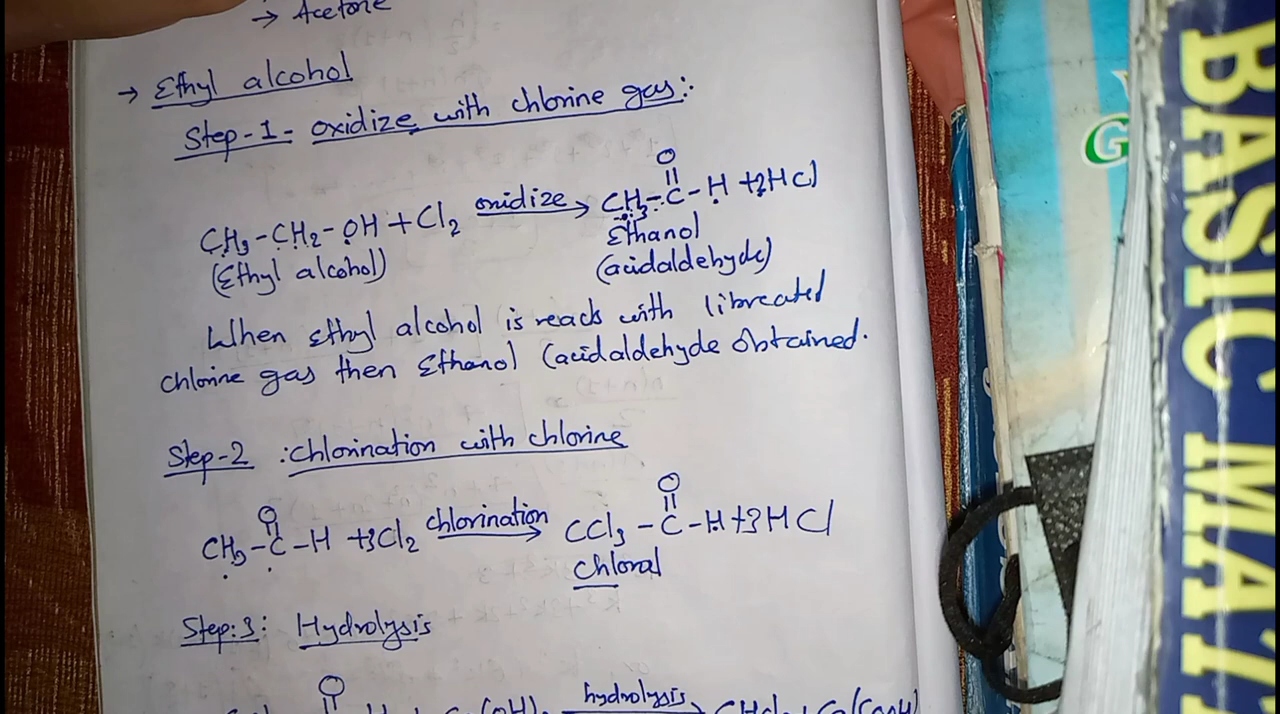 → Acetone
→ Ethyl alcohol
Step-1- oxidize with chlorine gas:
CH3-CH2-OH + Cl2 oxidize→ CH3-C(=O)-H + 2HCl
(Ethyl alcohol)
Ethanol
(acidaldehyde)
When Ethyl alcohol is reacts with libreated
chlorine gas then Ethanol (acidaldehyde obtained.
Step-2 :chlorination with chlorine
CH3-C(=O)-H + 3Cl2 chlorination→ CCl3-C(=O)-H + 3HCl
chloral
Step:3: Hydrolysis
hydrolysis
BASIC MAT
G